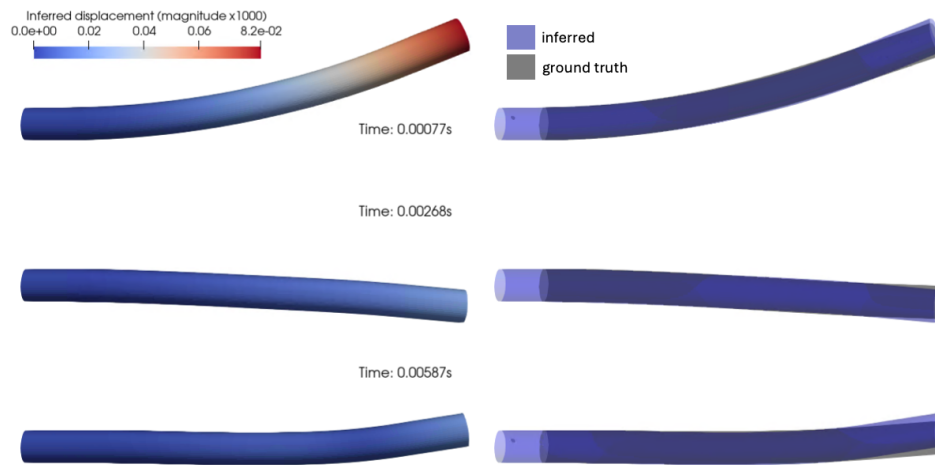 Inferred displacement (magnitude x1000)
0.0e+00 0.02 0.04 0.06 8.2e-02
inferred
ground truth
Time: 0.00077s
Time: 0.00268s
Time: 0.00587s